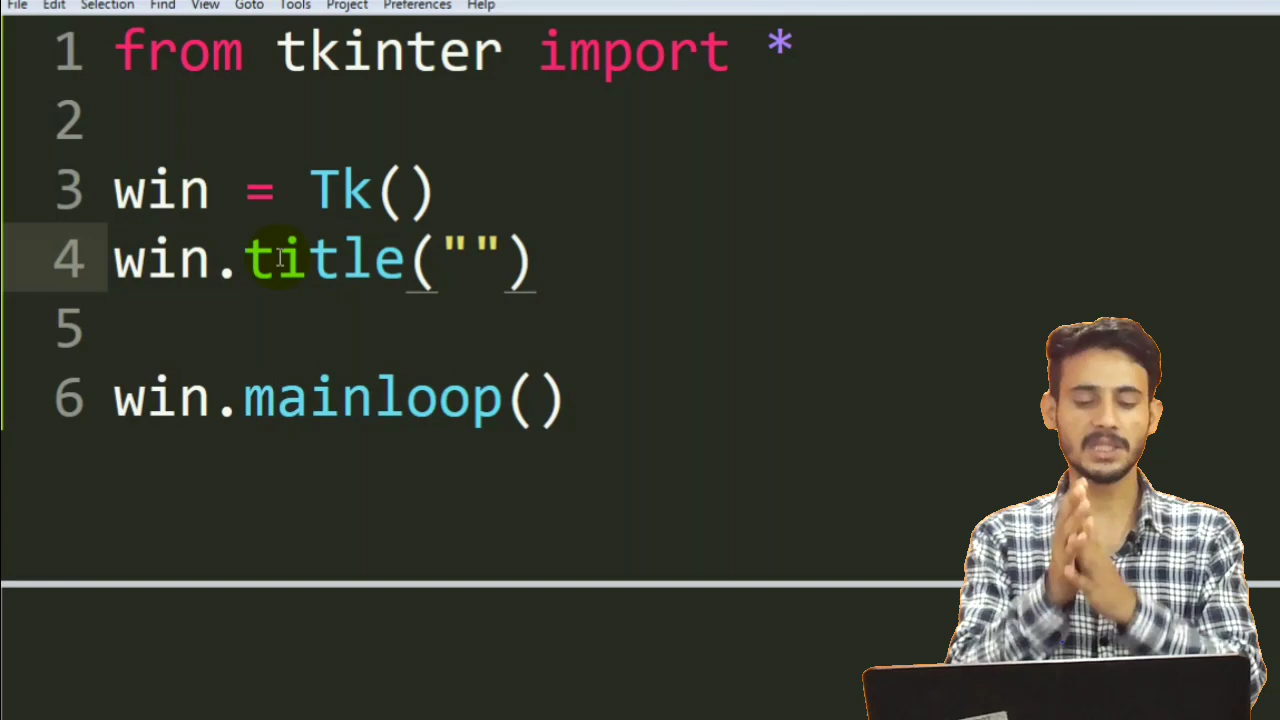 File Edit Selection Find View Goto Tools Project Preferences Help
1 from tkinter import *
2
3 win = Tk()
4 win.title("")
5
6 win.mainloop()